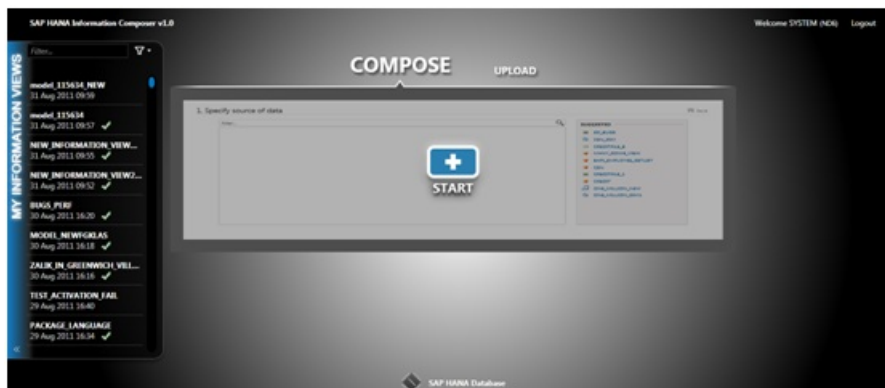 SAP HANA Information Composer v1.0
Welcome SYSTEM (ND6) Logout
MY INFORMATION VIEWS
Filter...
model_115634_NEW
31 Aug 2011 09:59
model_115634
31 Aug 2011 09:57
NEW_INFORMATION_VIEW...
31 Aug 2011 09:55
NEW_INFORMATION_VIEW2...
31 Aug 2011 09:52
BUGS_PERF
30 Aug 2011 16:20
MODEL_NEWFGKLAS
30 Aug 2011 16:18
ZALIK_IN_GREENWICH_VILL...
30 Aug 2011 16:16
TEST_ACTIVATION_FAIL
29 Aug 2011 16:40
PACKAGE_LANGUAGE
29 Aug 2011 16:34
COMPOSE
UPLOAD
1. Specify source of data
START
SAP HANA Database